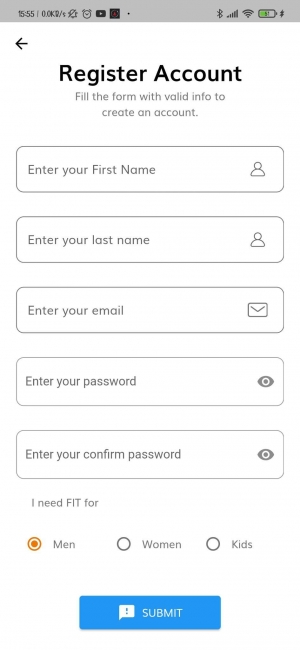 15:55 | 0.0KB/s
Register Account
Fill the form with valid info to
create an account.
Enter your First Name
Enter your last name
Enter your email
Enter your password
Enter your confirm password
I need FIT for
Men Women Kids
SUBMIT